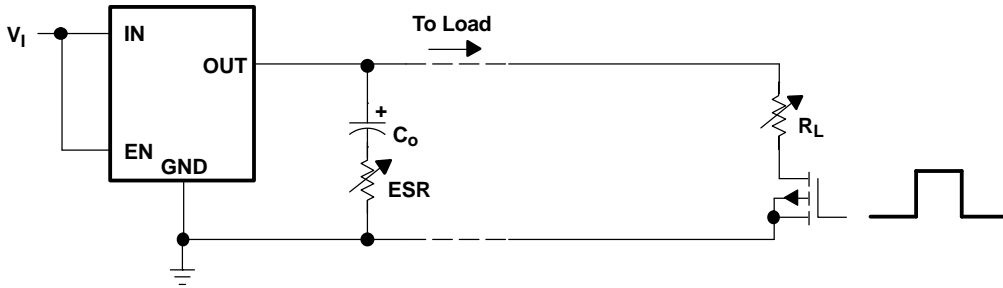 To Load
V_I
IN
OUT
+
C_o
R_L
EN
GND
ESR